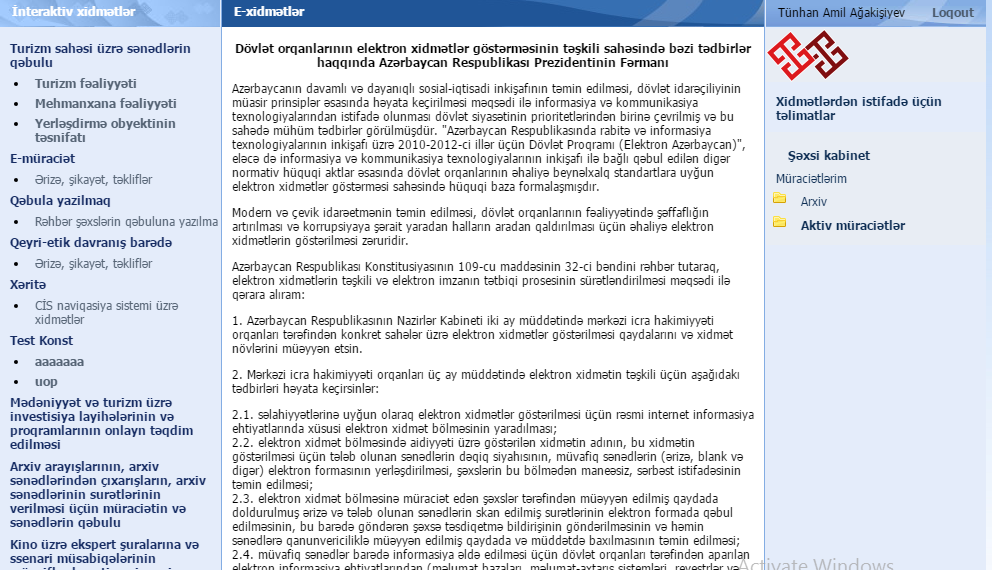 İnteraktiv xidmətlər
Turizm sahəsi üzrə sənədlərin
qəbulu
Turizm fəaliyyəti
Mehmanxana fəaliyyəti
Yerləşdirmə obyektinin
təsnifatı
E-müraciət
Ərizə, şikayət, təkliflər
Qəbula yazılmaq
Rəhbər şəxslərin qəbuluna yazılma
Qeyri-etik davranış barədə
Ərizə, şikayət, təkliflər
Xəritə
CİS naviqasiya sistemi üzrə
xidmətlər
Test Konst
aaaaaaa
uop
Mədəniyyət və turizm üzrə
investisiya layihələrinin və
proqramlarının onlayn təqdim
edilməsi
Arxiv arayışlarının, arxiv
sənədlərindən çıxarışların, arxiv
sənədlərinin surətlərinin
verilməsi üçün müraciətin və
sənədlərin qəbulu
Kino üzrə ekspert şuralarına və
ssenari müsabiqələrinin
E-xidmətlər
Dövlət orqanlarının elektron xidmətlər göstərməsinin təşkili sahəsində bəzi tədbirlər
haqqında Azərbaycan Respublikası Prezidentinin Fərmanı
Azərbaycanın davamlı və dayanıqlı sosial-iqtisadi inkişafının təmin edilməsi, dövlət idarəçiliyinin
müasir prinsiplər əsasında həyata keçirilməsi məqsədi ilə informasiya və kommunikasiya
texnologiyalarından istifadə olunması dövlət siyasətinin prioritetlərindən birinə çevrilmiş və bu
sahədə mühüm tədbirlər görülmüşdür. "Azərbaycan Respublikasında rabitə və informasiya
texnologiyalarının inkişafı üzrə 2010-2012-ci illər üçün Dövlət Proqramı (Elektron Azərbaycan)",
eləcə də informasiya və kommunikasiya texnologiyalarının inkişafı ilə bağlı qəbul edilən digər
normativ hüquqi aktlar əsasında dövlət orqanlarının əhaliyə beynəlxalq standartlara uyğun
elektron xidmətlər göstərməsi sahəsində hüquqi baza formalaşmışdır.
Modern və çevik idarəetmənin təmin edilməsi, dövlət orqanlarının fəaliyyətində şəffaflığın
artırılması və korrupsiyaya şərait yaradan halların aradan qaldırılması üçün əhaliyə elektron
xidmətlərin göstərilməsi zəruridir.
Azərbaycan Respublikası Konstitusiyasının 109-cu maddəsinin 32-ci bəndini rəhbər tutaraq,
elektron xidmətlərin təşkili və elektron imzanın tətbiqi prosesinin sürətləndirilməsi məqsədi ilə
qərara alıram:
1. Azərbaycan Respublikasının Nazirlər Kabineti iki ay müddətində mərkəzi icra hakimiyyəti
orqanları tərəfindən konkret sahələr üzrə elektron xidmətlər göstərilməsi qaydalarını və xidmət
növlərini müəyyən etsin.
2. Mərkəzi icra hakimiyyəti orqanları üç ay müddətində elektron xidmətin təşkili üçün aşağıdakı
tədbirləri həyata keçirsinlər:
2.1. səlahiyyətlərinə uyğun olaraq elektron xidmətlər göstərilməsi üçün rəsmi internet informasiya
ehtiyatlarında xüsusi elektron xidmət bölməsinin yaradılması;
2.2. elektron xidmət bölməsində aidiyyəti üzrə göstərilən xidmətin adının, bu xidmətin
göstərilməsi üçün tələb olunan sənədlərin dəqiq siyahısının, müvafiq sənədlərin (ərizə, blank və
digər) elektron formasının yerləşdirilməsi, şəxslərin bu bölmədən maneəsiz, sərbəst istifadəsinin
təmin edilməsi;
2.3. elektron xidmət bölməsinə müraciət edən şəxslər tərəfindən müəyyən edilmiş qaydada
doldurulmuş ərizə və tələb olunan sənədlərin skan edilmiş surətlərinin elektron formada qəbul
edilməsinin, bu barədə göndərən şəxsə təsdiqetmə bildirişinin göndərilməsinin və həmin
sənədlərə qanunvericiliklə müəyyən edilmiş qaydada və müddətdə baxılmasının təmin edilməsi;
2.4. müvafiq sənədlər barədə informasiya əldə edilməsi üçün dövlət orqanları tərəfindən aparılan
elektron informasiya ehtiyatlarından (məlumat bazaları, məlumat-axtarış sistemləri, reyestrlər və
Tünhan Amil Ağakişiyev Logout
Xidmətlərdən istifadə üçün
təlimatlar
Şəxsi kabinet
Müraciətlərim
Arxiv
Aktiv müraciətlər
Activate Windows